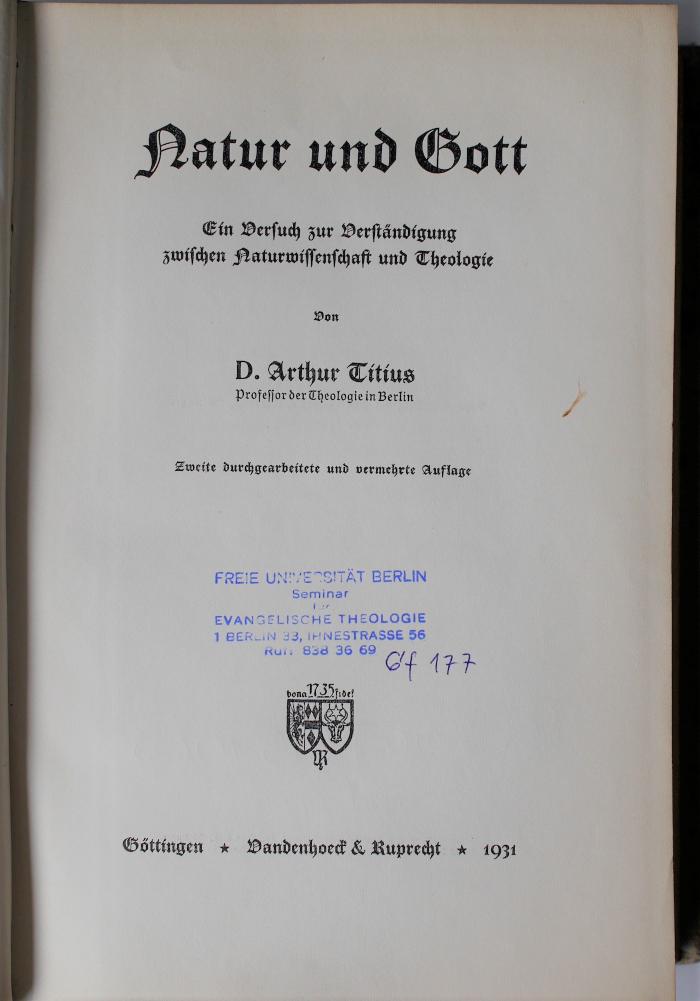 Natur und Gott
Ein Versuch zur Verständigung
zwischen Naturwissenschaft und Theologie
Von
D. Arthur Titius
Professor der Theologie in Berlin
Zweite durchgearbeitete und vermehrte Auflage
FREIE UNIVERSITÄT BERLIN
Seminar
für
EVANGELISCHE THEOLOGIE
1 BERLIN 33, IHNESTRASSE 56
Ruf: 838 36 69
Gf 177
bona 1735 fide!
VR
Göttingen ★ Vandenhoeck & Ruprecht ★ 1931